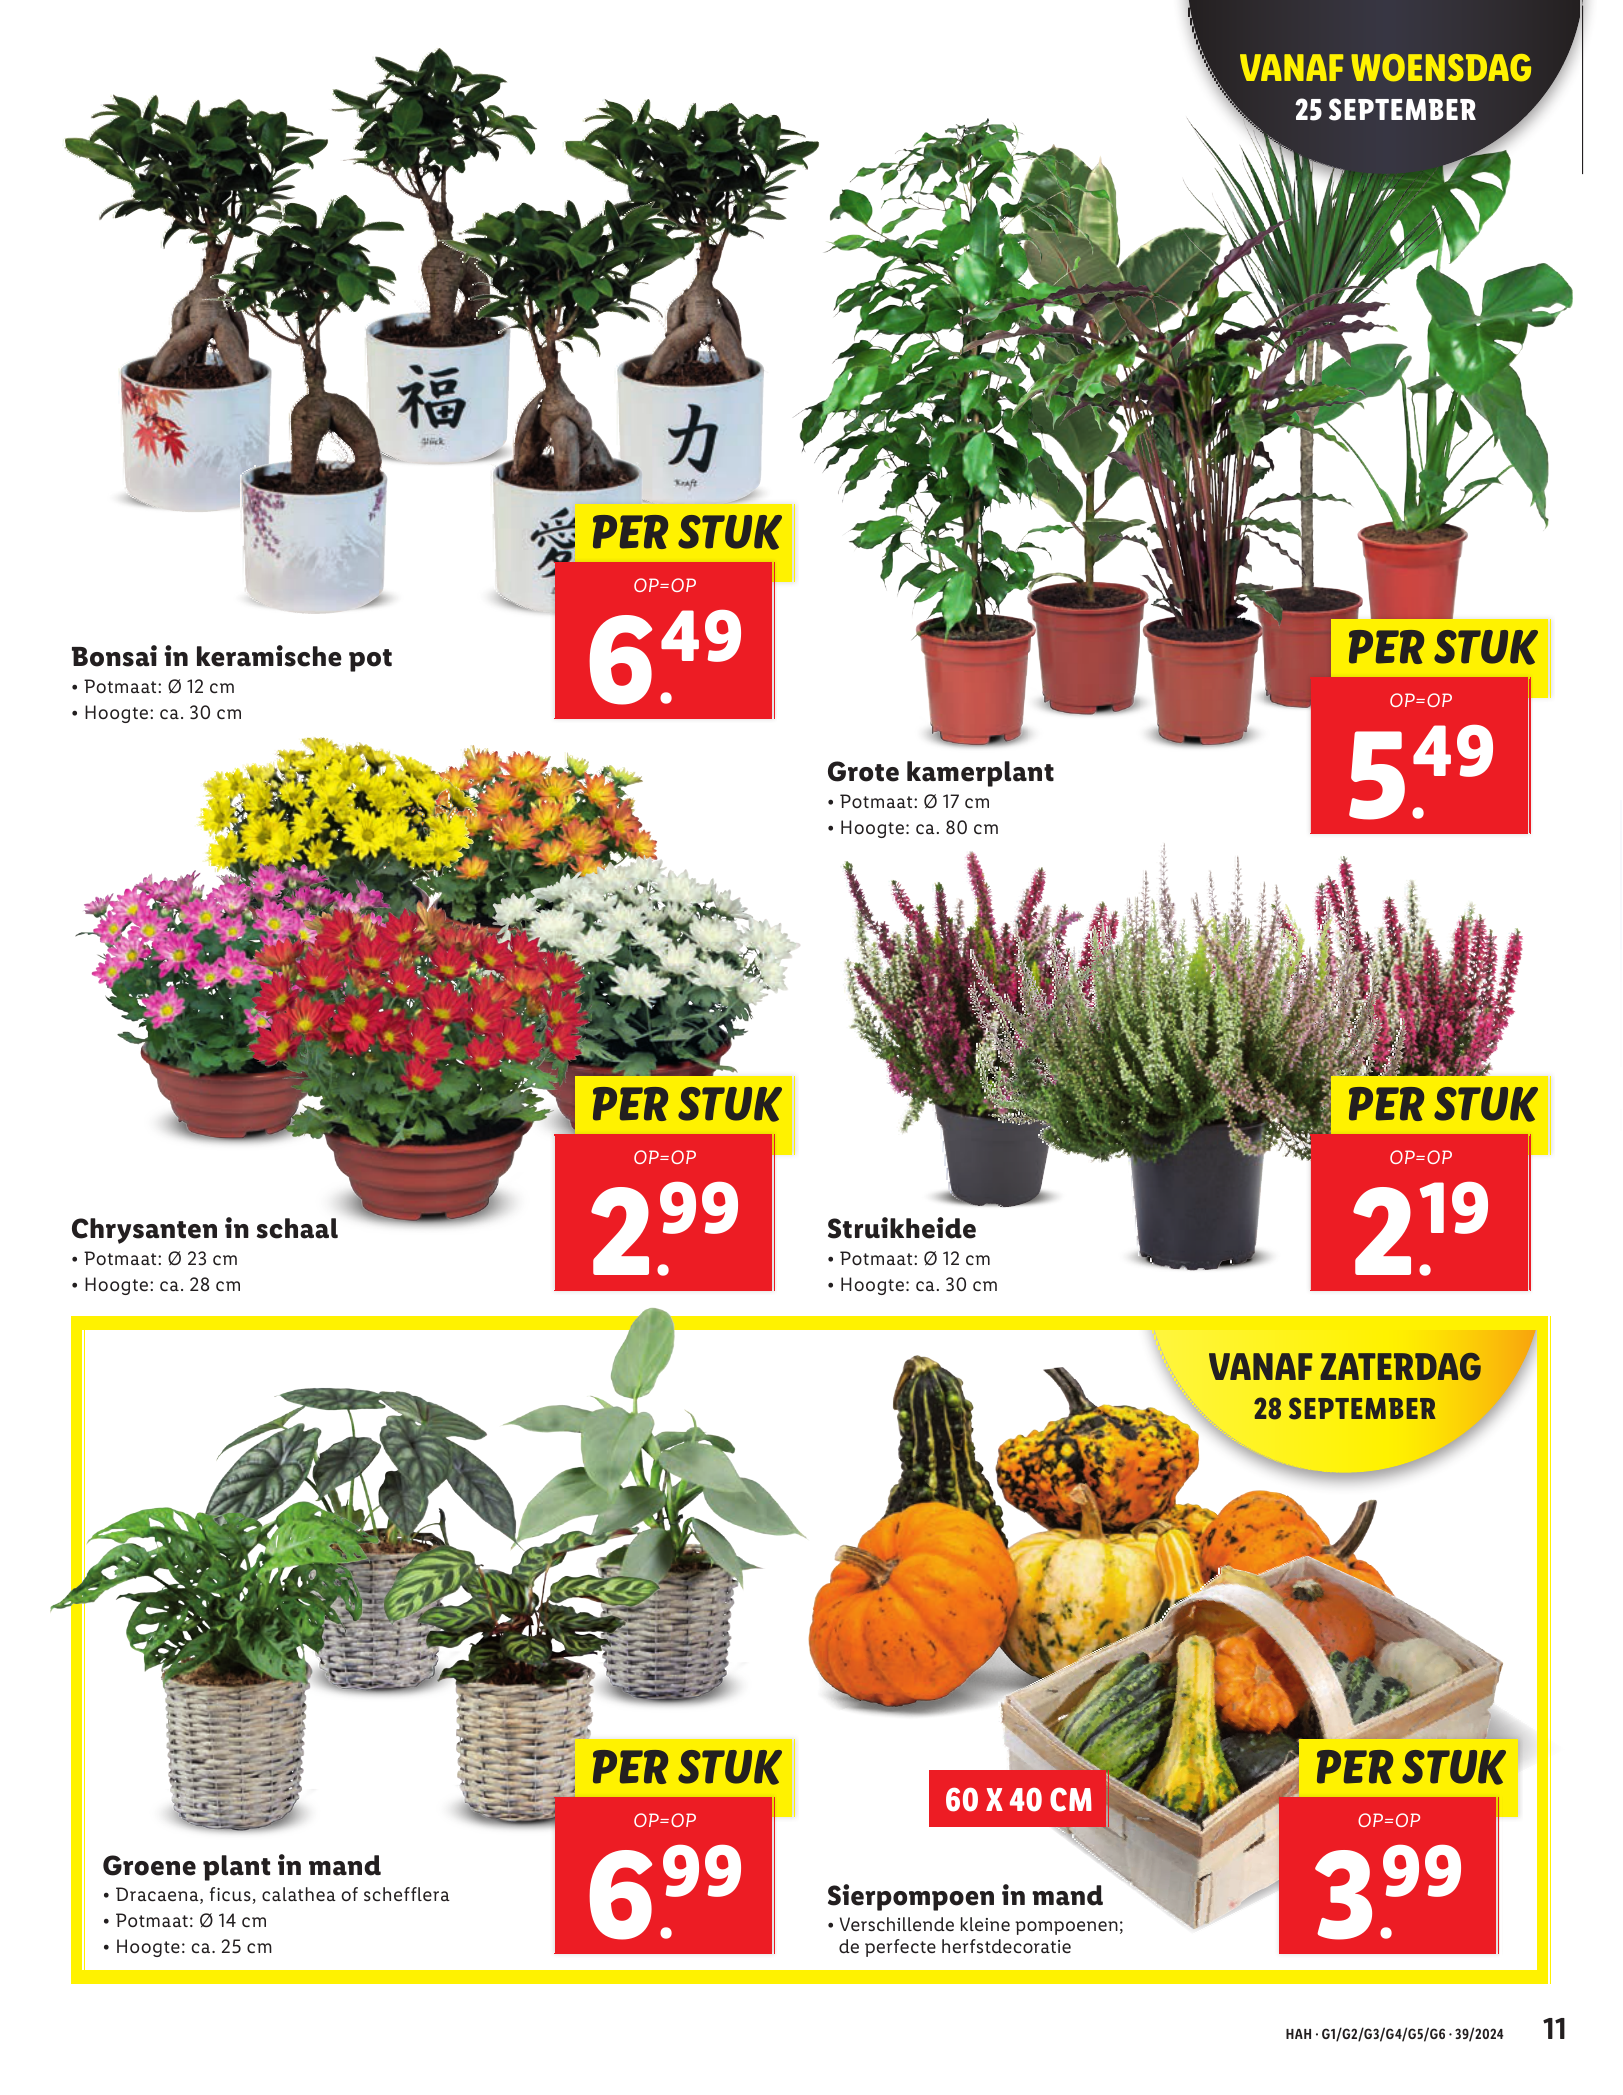 VANAF WOENSDAG
25 SEPTEMBER
福
Glück
力
Kraft
愛
PER STUK
OP=OP
6.49
Bonsai in keramische pot
• Potmaat: Ø 12 cm
• Hoogte: ca. 30 cm
PER STUK
OP=OP
5.49
Grote kamerplant
• Potmaat: Ø 17 cm
• Hoogte: ca. 80 cm
PER STUK
OP=OP
2.99
Chrysanten in schaal
• Potmaat: Ø 23 cm
• Hoogte: ca. 28 cm
PER STUK
OP=OP
2.19
Struikheide
• Potmaat: Ø 12 cm
• Hoogte: ca. 30 cm
VANAF ZATERDAG
28 SEPTEMBER
PER STUK
OP=OP
6.99
Groene plant in mand
• Dracaena, ficus, calathea of schefflera
• Potmaat: Ø 14 cm
• Hoogte: ca. 25 cm
60 X 40 CM
PER STUK
OP=OP
3.99
Sierpompoen in mand
• Verschillende kleine pompoenen;
de perfecte herfstdecoratie
HAH · G1/G2/G3/G4/G5/G6 · 39/2024
11